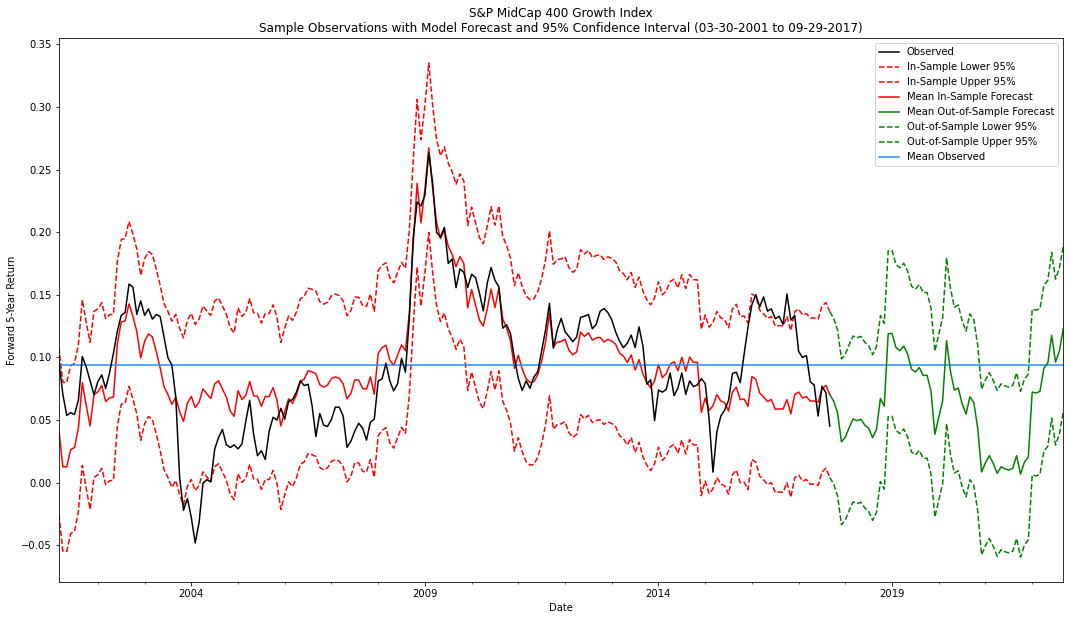 S&P MidCap 400 Growth Index
Sample Observations with Model Forecast and 95% Confidence Interval (03-30-2001 to 09-29-2017)
Observed
In-Sample Lower 95%
In-Sample Upper 95%
Mean In-Sample Forecast
Mean Out-of-Sample Forecast
Out-of-Sample Lower 95%
Out-of-Sample Upper 95%
Mean Observed
Forward 5-Year Return
0.35
0.30
0.25
0.20
0.15
0.10
0.05
0.00
−0.05
2004
2009
2014
2019
Date